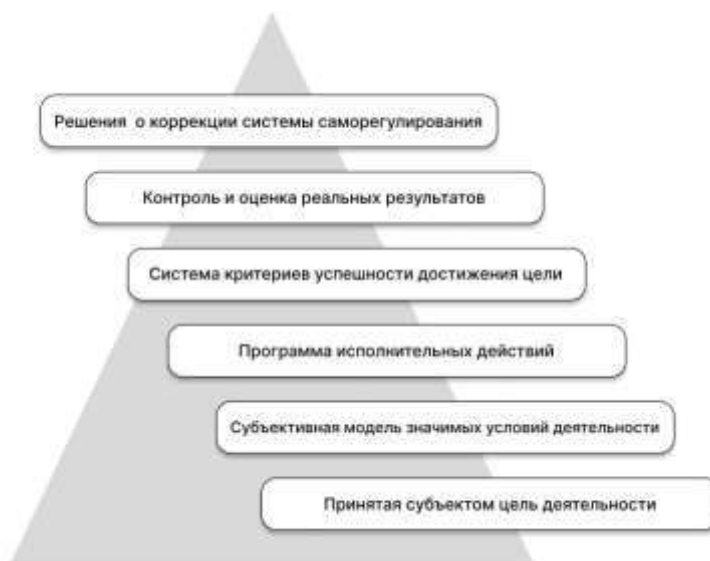 Решения о коррекции системы саморегулирования
Контроль и оценка реальных результатов
Система критериев успешности достижения цели
Программа исполнительных действий
Субъективная модель значимых условий деятельности
Принятая субъектом цель деятельности